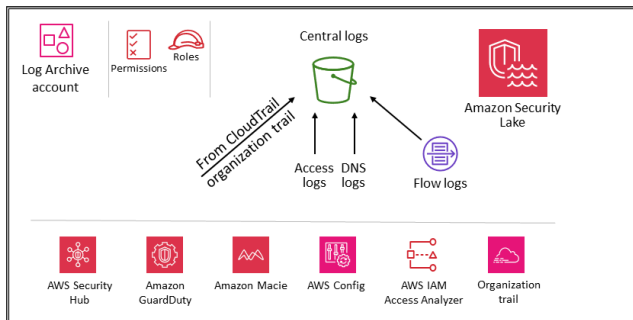 Log Archive
account
Permissions
Roles
Central logs
Amazon Security
Lake
From CloudTrail
organization trail
Access
logs
DNS
logs
Flow logs
AWS Security
Hub
Amazon
GuardDuty
Amazon Macie
AWS Config
AWS IAM
Access Analyzer
Organization
trail